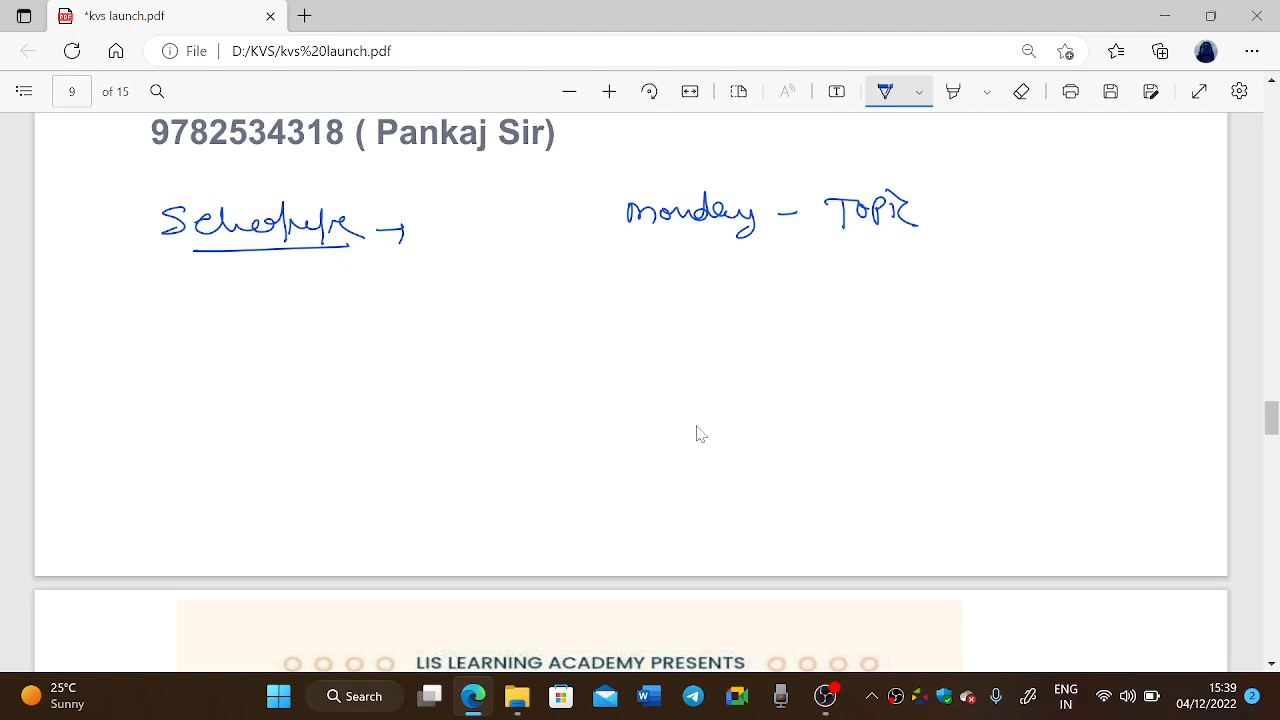 *kvs launch.pdf
File D:/KVS/kvs%20launch.pdf
9 of 15
9782534318 ( Pankaj Sir)
Monday - Topic
LIS LEARNING ACADEMY PRESENTS
25°C
Sunny
Search
ENG
IN
15:39
04/12/2022
2